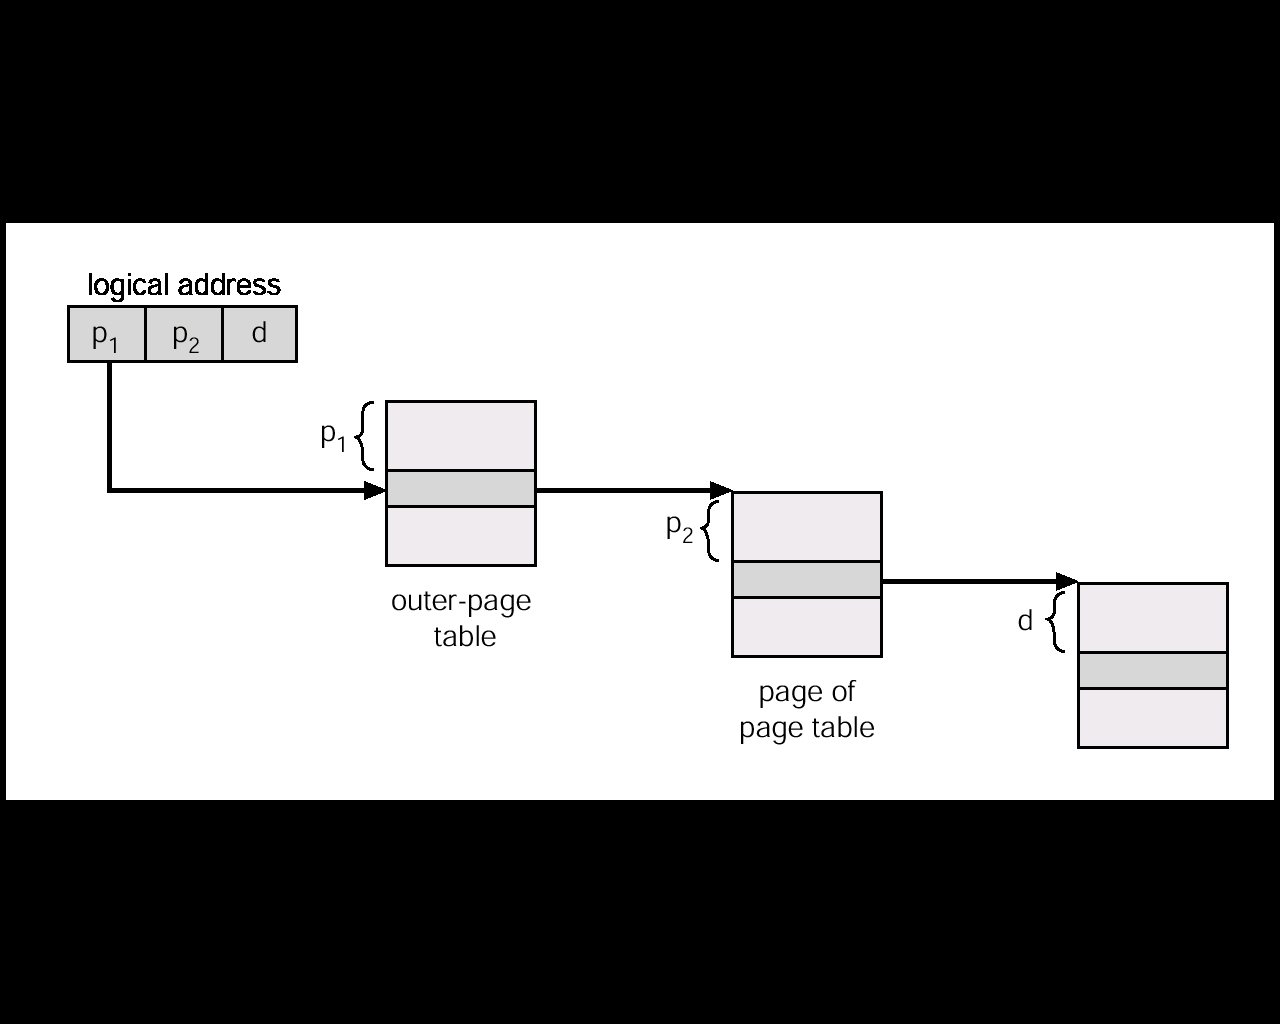 logical address
p1 p2 d
p1
outer-page
table
p2
page of
page table
d